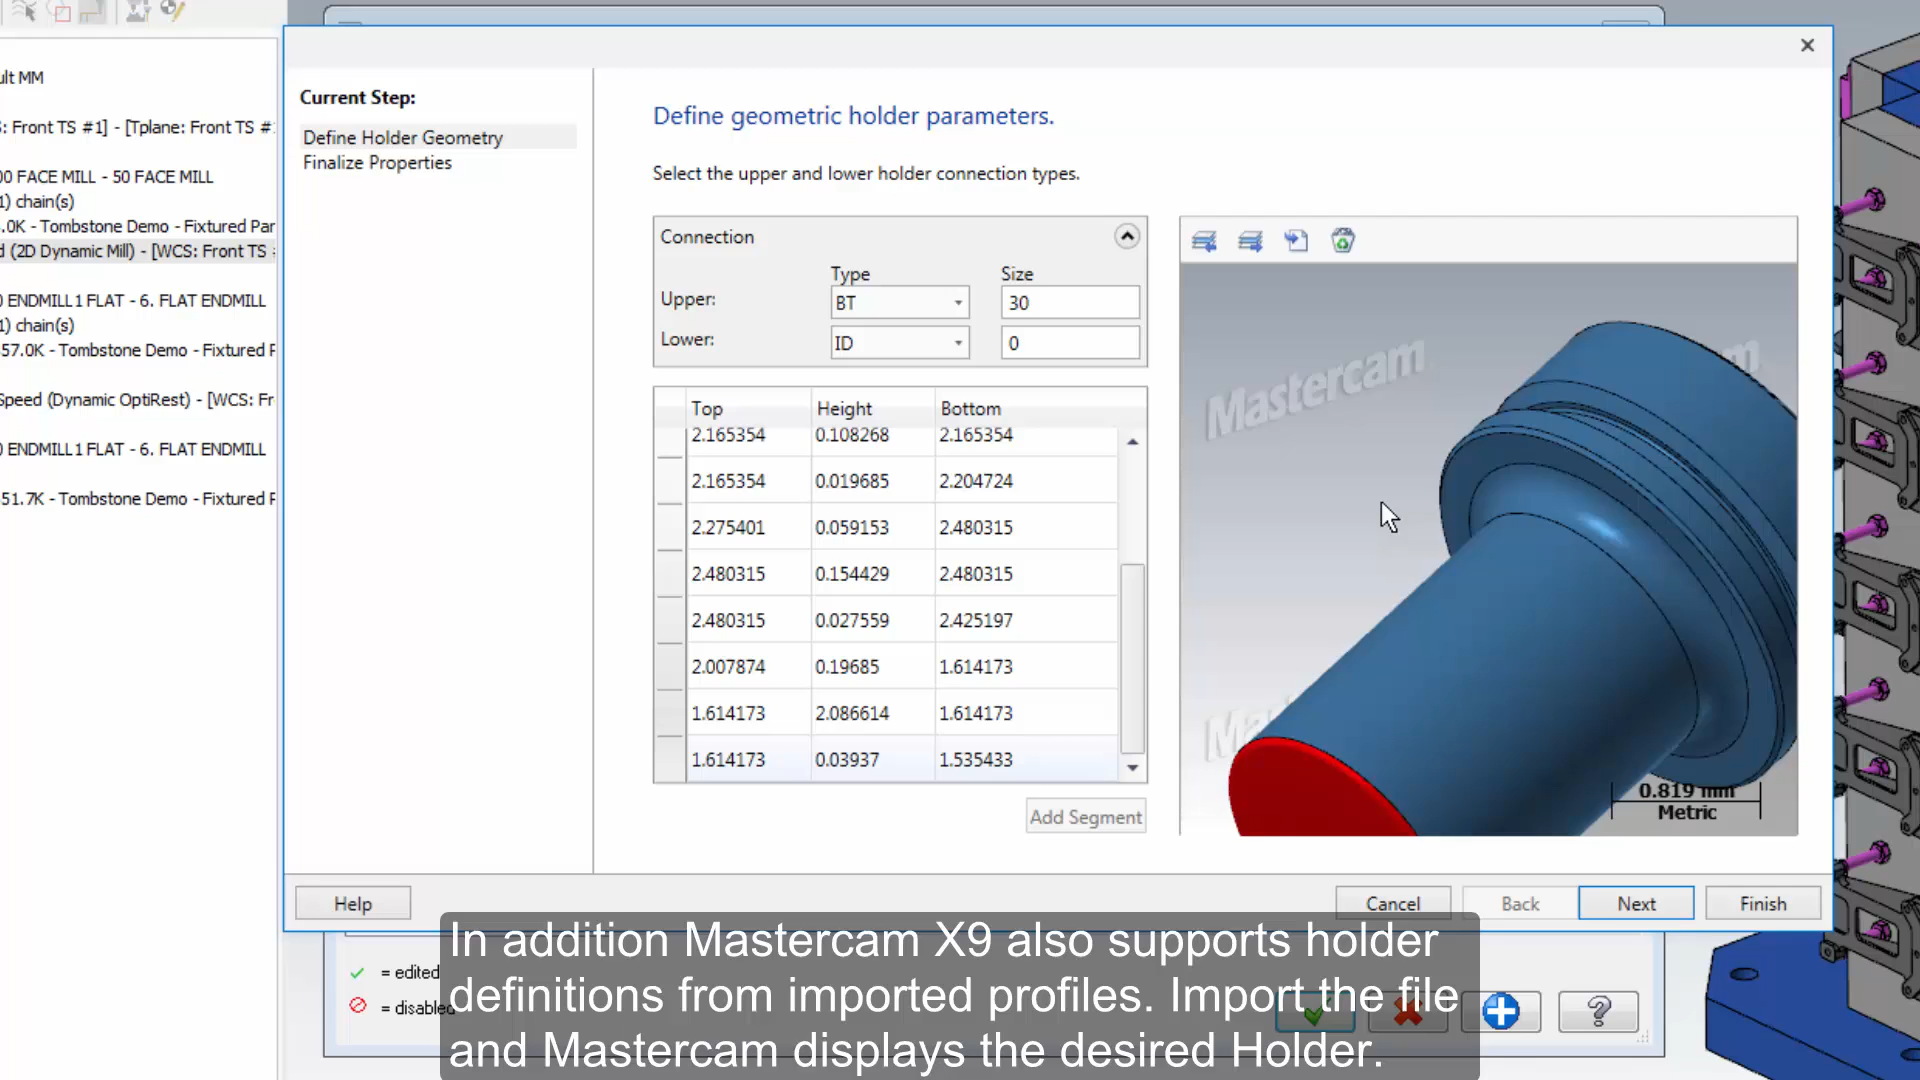 ult MM
: Front TS #1] - [Tplane: Front TS #
00 FACE MILL - 50 FACE MILL
1) chain(s)
.0K - Tombstone Demo - Fixtured Par
d (2D Dynamic Mill) - [WCS: Front TS
0 ENDMILL1 FLAT - 6. FLAT ENDMILL
1) chain(s)
57.0K - Tombstone Demo - Fixtured P
Speed (Dynamic OptiRest) - [WCS: Fr
0 ENDMILL1 FLAT - 6. FLAT ENDMILL
51.7K - Tombstone Demo - Fixtured P
Current Step:
Define Holder Geometry
Finalize Properties
Define geometric holder parameters.
Select the upper and lower holder connection types.
Connection
Type Size
Upper: BT 30
Lower: ID 0
Top Height Bottom
2.165354 0.108268 2.165354
2.165354 0.019685 2.204724
2.275401 0.059153 2.480315
2.480315 0.154429 2.480315
2.480315 0.027559 2.425197
2.007874 0.19685 1.614173
1.614173 2.086614 1.614173
1.614173 0.03937 1.535433
Add Segment
Mastercam
0.819 mm
Metric
Help
Cancel
Back
Next
Finish
= edited
= disabled
In addition Mastercam X9 also supports holder
definitions from imported profiles. Import the file
and Mastercam displays the desired Holder.